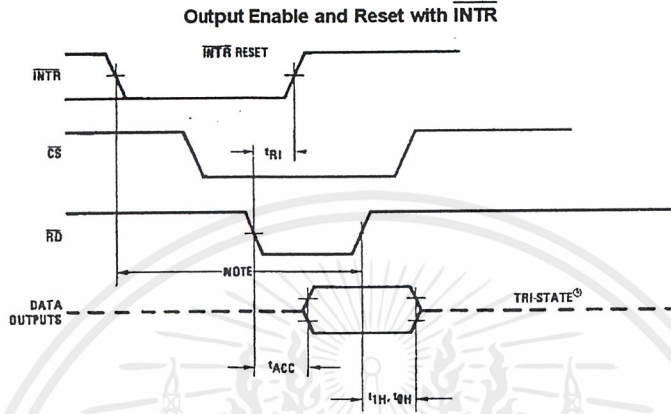 Output Enable and Reset with INTR
INTR RESET
INTR
CS
tRI
RD
NOTE
DATA
OUTPUTS
TRI-STATE®
tACC
t1H, t0H